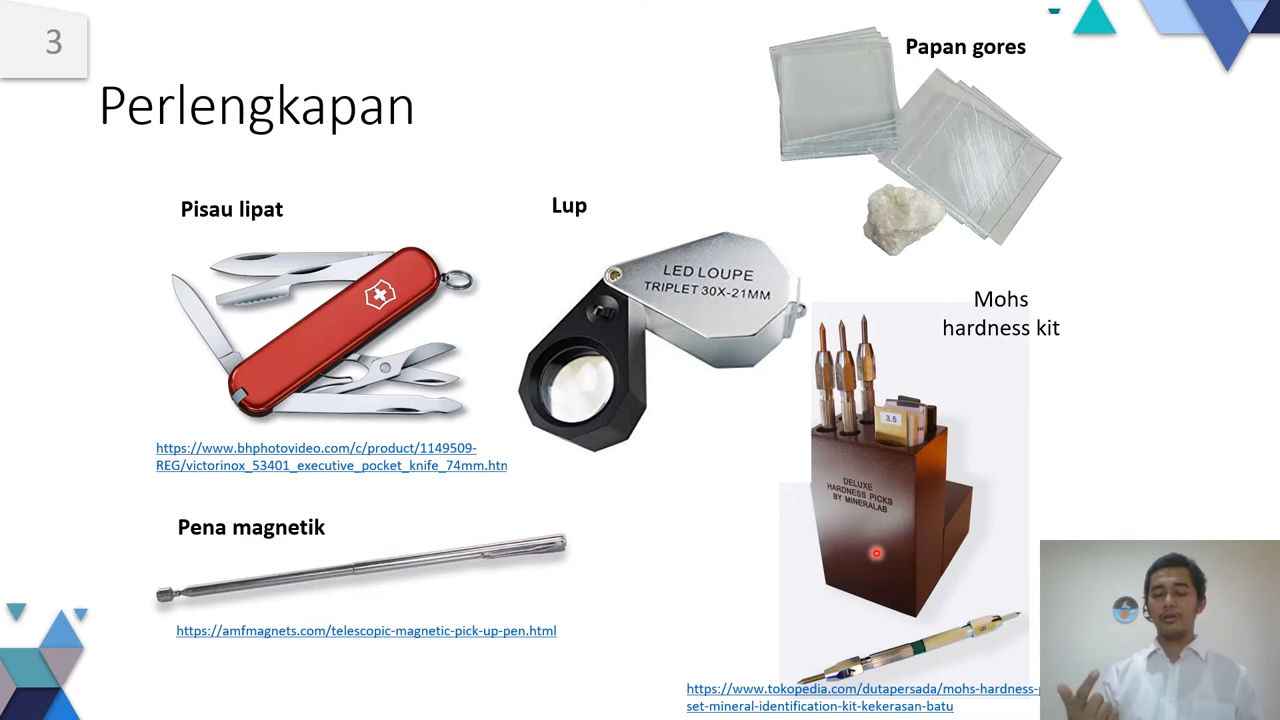 3
Perlengkapan
Papan gores
Pisau lipat
Lup
LED LOUPE
TRIPLET 30X-21MM
Mohs
hardness kit
3.5
DELUXE
HARDNESS PICKS
BY MINERALAB
https://www.bhphotovideo.com/c/product/1149509-
REG/victorinox_53401_executive_pocket_knife_74mm.htm
Pena magnetik
https://amfmagnets.com/telescopic-magnetic-pick-up-pen.html
https://www.tokopedia.com/dutapersada/mohs-hardness-
set-mineral-identification-kit-kekerasan-batu